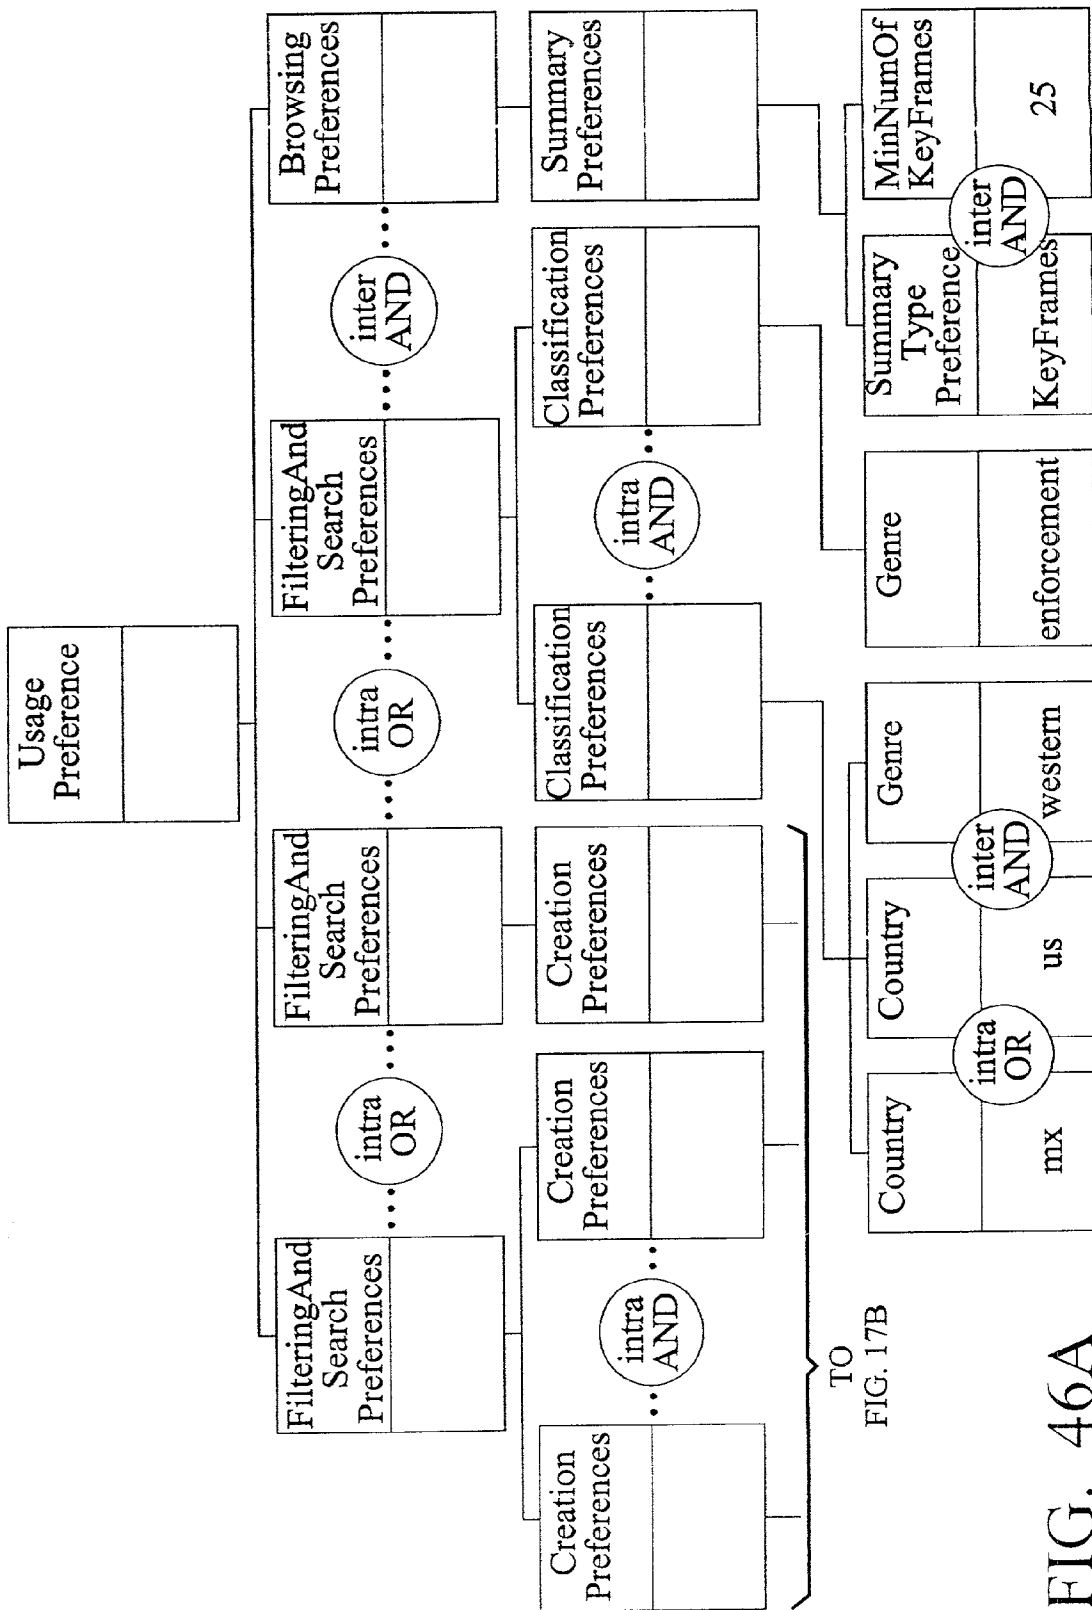 Usage
Preference
FilteringAnd
Search
Preferences
intra
OR
FilteringAnd
Search
Preferences
intra
OR
FilteringAnd
Search
Preferences
inter
AND
Browsing
Preferences
Creation
Preferences
intra
AND
Creation
Preferences
Creation
Preferences
Classification
Preferences
intra
AND
Classification
Preferences
Summary
Preferences
TO
FIG. 17B
Country
mx
intra
OR
Country
us
inter
AND
Genre
western
Genre
enforcement
Summary
Type
Preference
KeyFrames
inter
AND
MinNumOf
KeyFrames
25
FIG. 46A